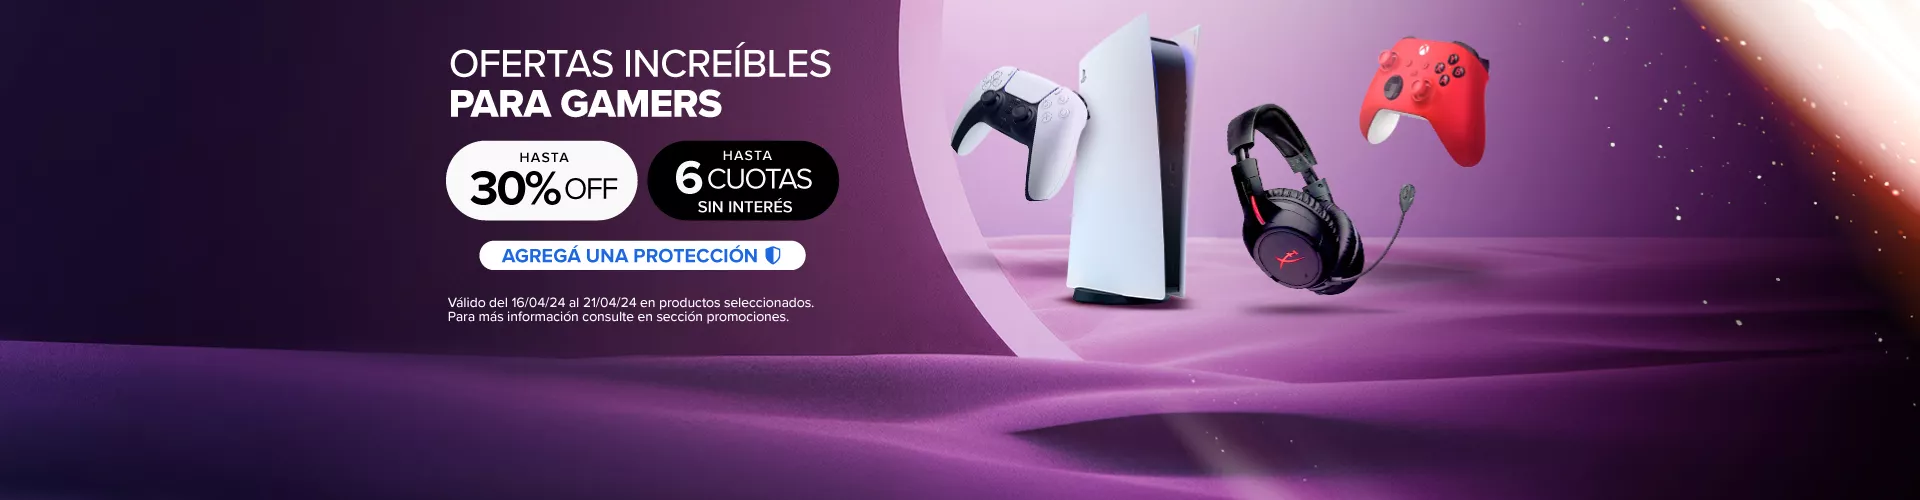 OFERTAS INCREÍBLES
PARA GAMERS
HASTA
30% OFF
HASTA
6 CUOTAS
SIN INTERÉS
AGREGÁ UNA PROTECCIÓN
Válido del 16/04/24 al 21/04/24 en productos seleccionados.
Para más información consulte en sección promociones.